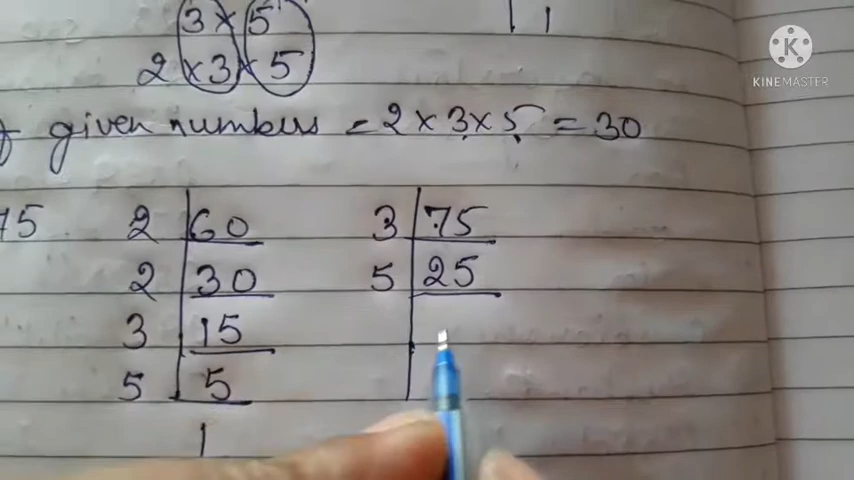 3 × 5 1
2 × 3 × 5
K
KINEMASTER
given numbers = 2 × 3 × 5 = 30
75 2 60 3 75
2 30 5 25
3 15
5 5
1